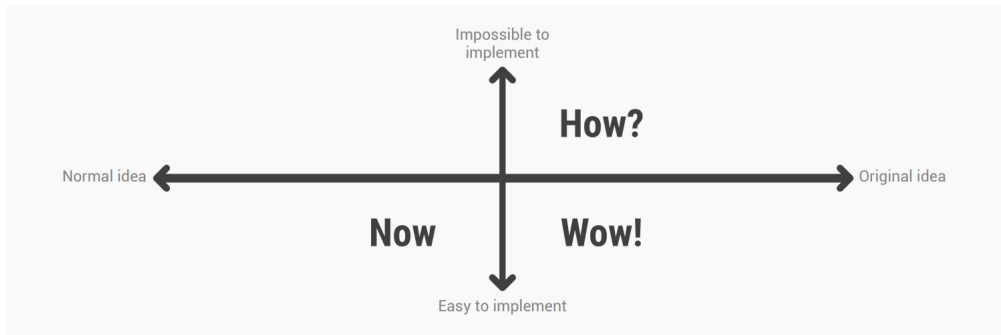 Impossible to
implement
How?
Normal idea
Original idea
Now
Wow!
Easy to implement